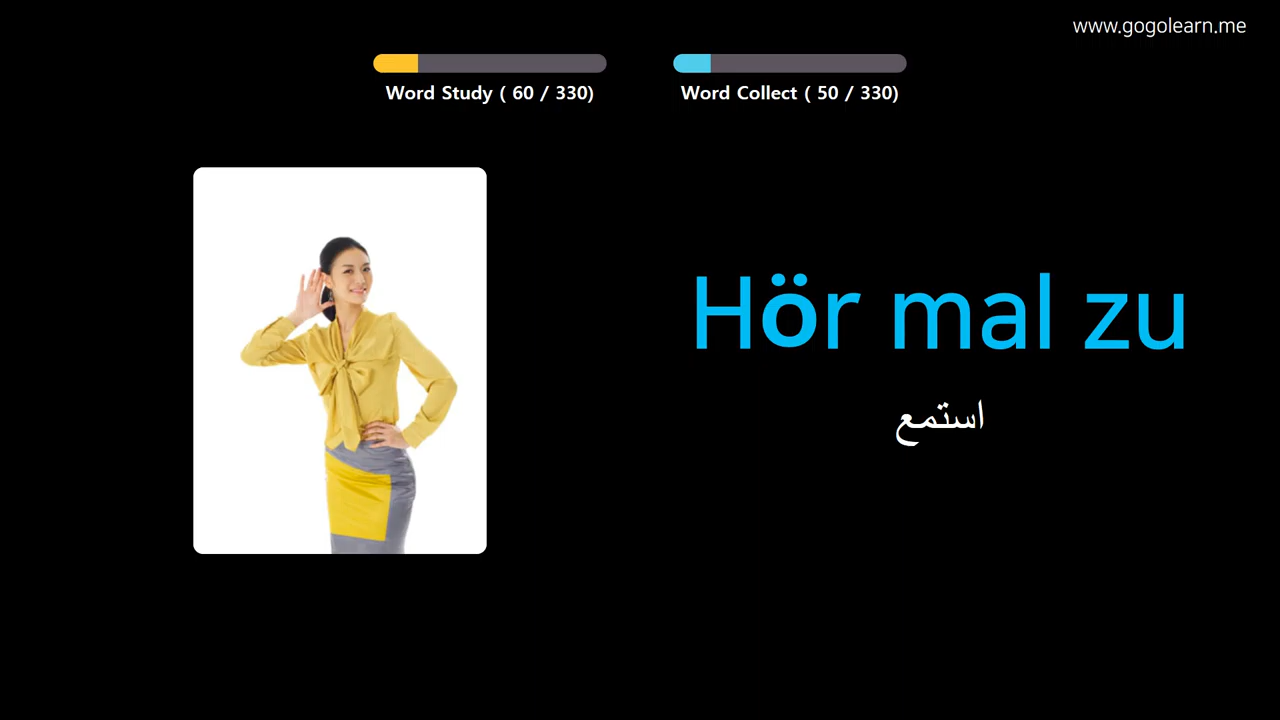 www.gogolearn.me
Word Study ( 60 / 330)
Word Collect ( 50 / 330)
Hör mal zu
استمع